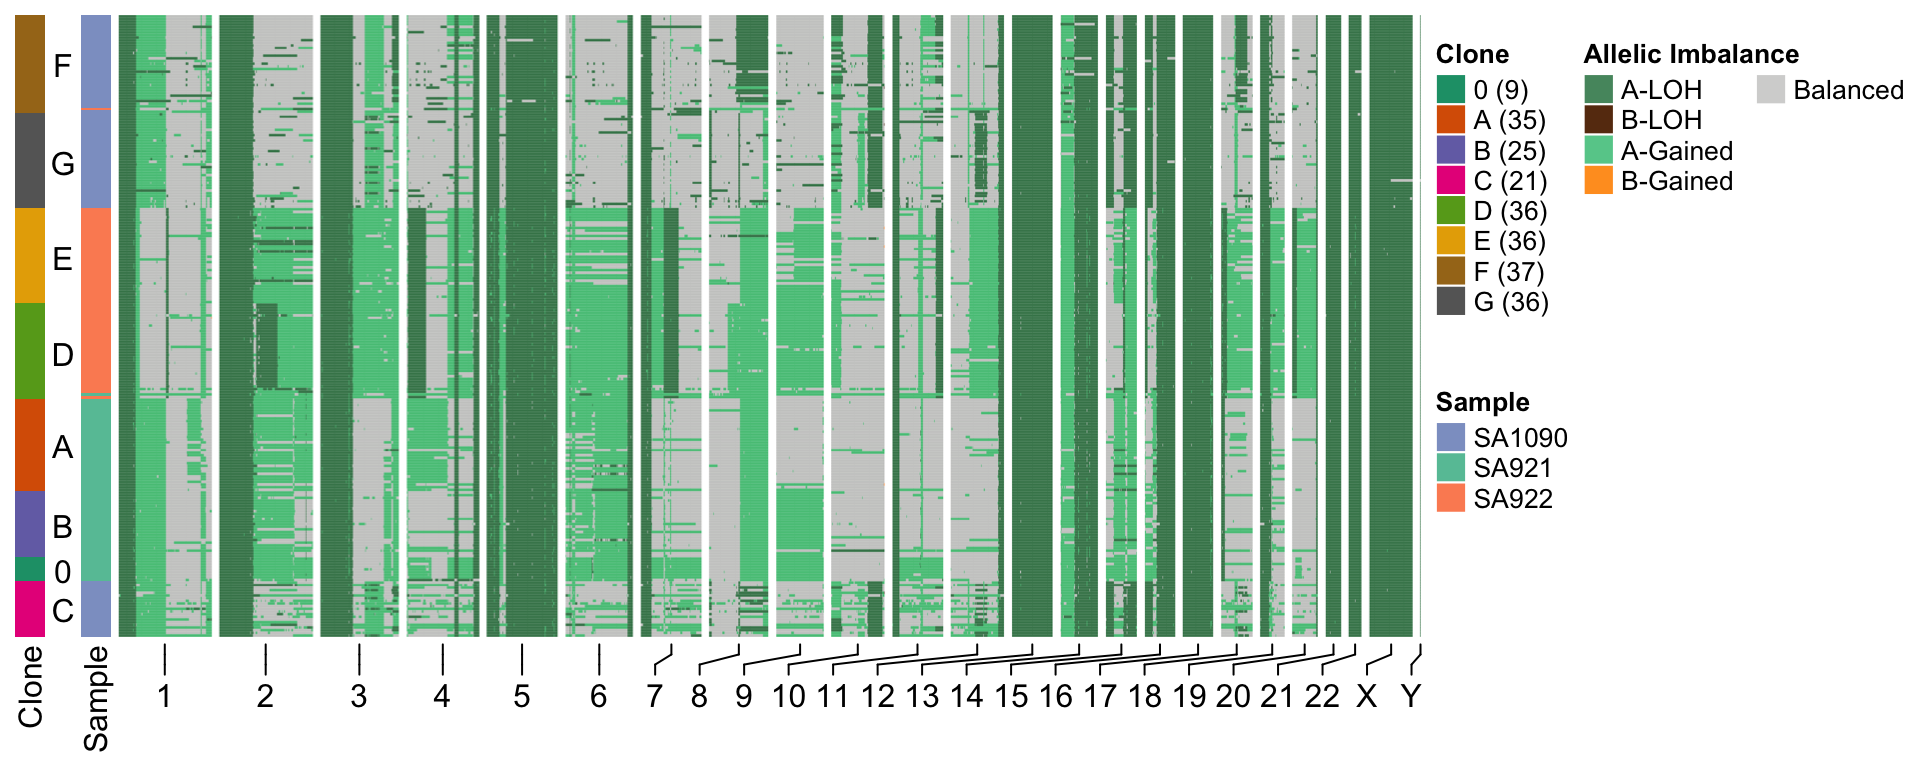 F
G
E
D
A
B
0
C
Clone
Sample
1 2 3 4 5 6 7 8 9 10 11 12 13 14 15 16 17 18 19 20 21 22 X Y
Clone
0 (9)
A (35)
B (25)
C (21)
D (36)
E (36)
F (37)
G (36)
Allelic Imbalance
A-LOH
B-LOH
A-Gained
B-Gained
Balanced
Sample
SA1090
SA921
SA922